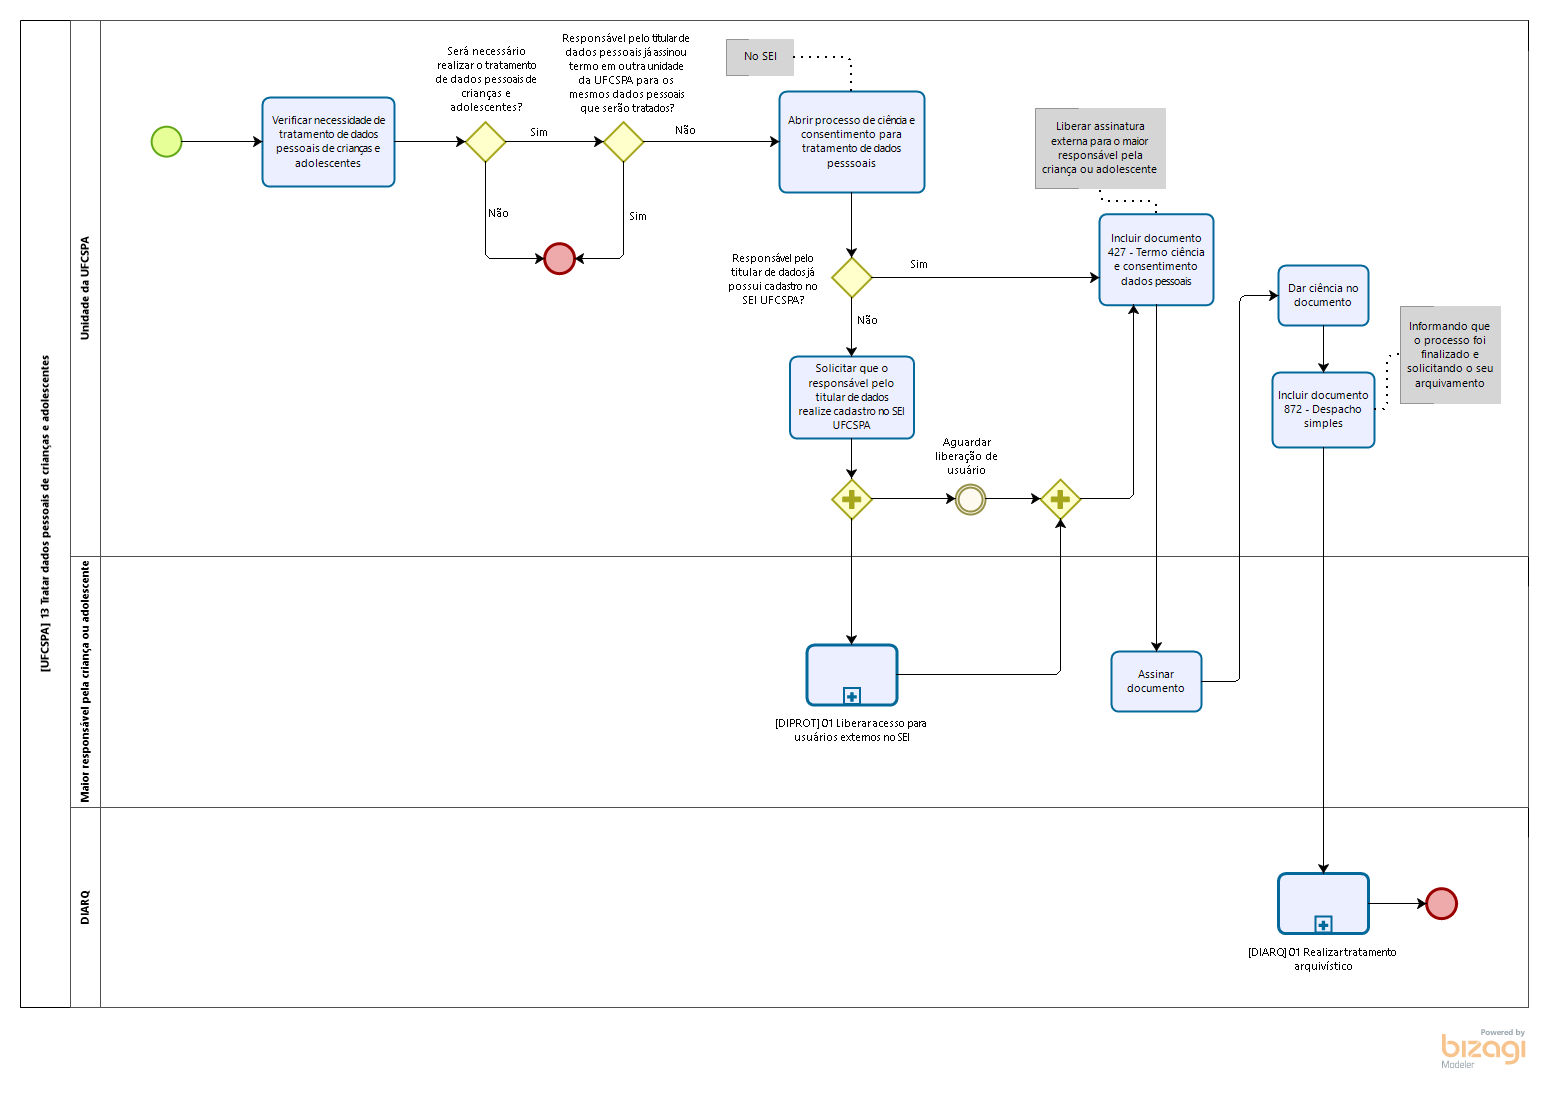 [UFCSPA] 13 Tratar dados pessoais de crianças e adolescentes
Unidade da UFCSPA
Verificar necessidade de
tratamento de dados
pessoais de crianças e
adolescentes
Será necessário
realizar o tratamento
de dados pessoais de
crianças e
adolescentes?
Sim
Não
Responsável pelo titular de
dados pessoais já assinou
termo em outra unidade
da UFCSPA para os
mesmos dados pessoais
que serão tratados?
Não
Sim
No SEI
Abrir processo de ciência e
consentimento para
tratamento de dados
pesssoais
Responsável pelo
titular de dados já
possui cadastro no
SEI UFCSPA?
Sim
Não
Liberar assinatura
externa para o maior
responsável pela
criança ou adolescente
Incluir documento
427 - Termo ciência
e consentimento
dados pessoais
Solicitar que o
responsável pelo
titular de dados
realize cadastro no SEI
UFCSPA
Aguardar
liberação de
usuário
Dar ciência no
documento
Incluir documento
872 - Despacho
simples
Informando que
o processo foi
finalizado e
solicitando o seu
arquivamento
Maior responsável pela criança ou adolescente
[DIPROT] 01 Liberar acesso para
usuários externos no SEI
Assinar
documento
DIARQ
[DIARQ] 01 Realizar tratamento
arquivístico
Powered by
bizagi
Modeler